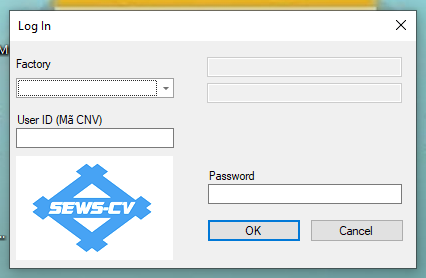 Log In
Factory
User ID (Mã CNV)
SEWS-CV
Password
OK
Cancel